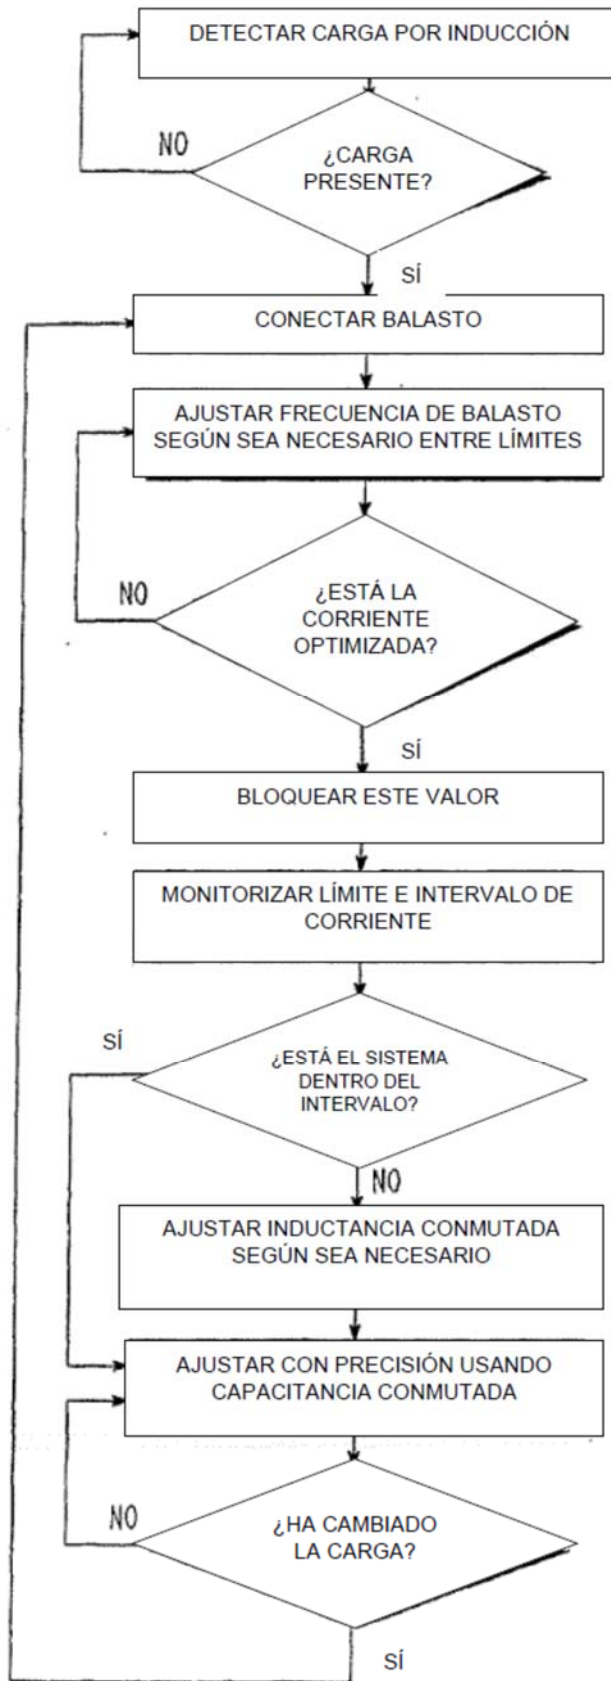 DETECTAR CARGA POR INDUCCIÓN
NO
¿CARGA
PRESENTE?
SÍ
CONECTAR BALASTO
AJUSTAR FRECUENCIA DE BALASTO
SEGÚN SEA NECESARIO ENTRE LÍMITES
NO
¿ESTÁ LA
CORRIENTE
OPTIMIZADA?
SÍ
BLOQUEAR ESTE VALOR
MONITORIZAR LÍMITE E INTERVALO DE
CORRIENTE
SÍ
¿ESTÁ EL SISTEMA
DENTRO DEL
INTERVALO?
NO
AJUSTAR INDUCTANCIA CONMUTADA
SEGÚN SEA NECESARIO
AJUSTAR CON PRECISIÓN USANDO
CAPACITANCIA CONMUTADA
NO
¿HA CAMBIADO
LA CARGA?
SÍ